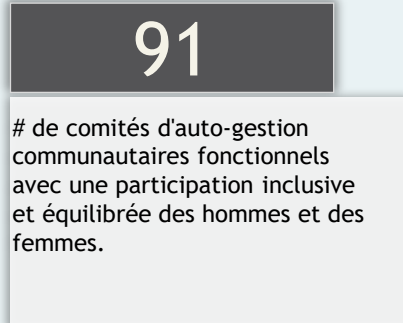 91
# de comités d'auto-gestion
communautaires fonctionnels
avec une participation inclusive
et équilibrée des hommes et des
femmes.